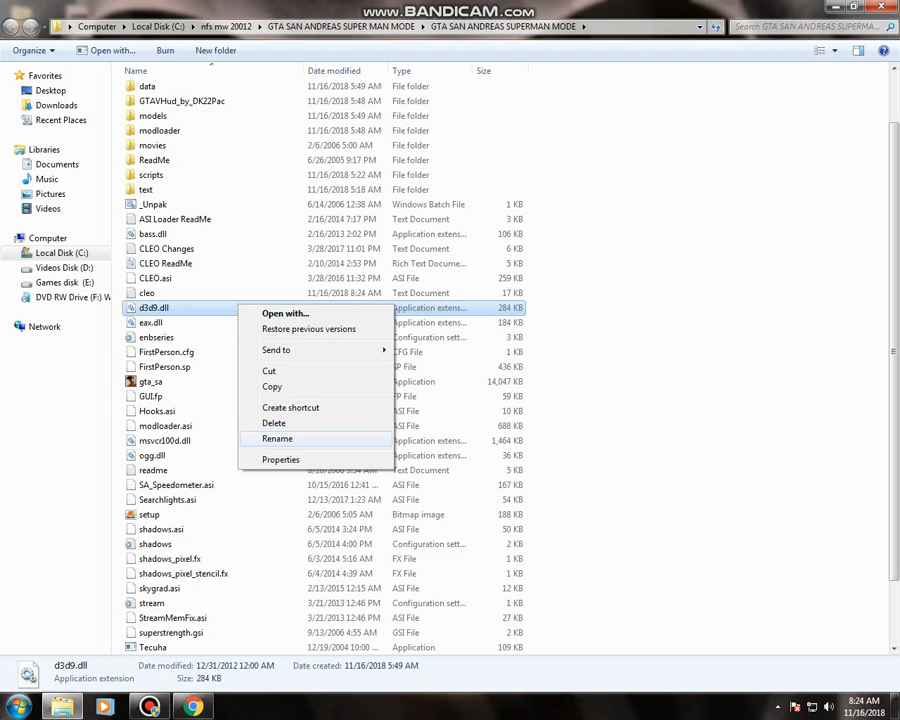 www.BANDICAM.com
Computer ▸ Local Disk (C:) ▸ nfs mw 20012 ▸ GTA SAN ANDREAS SUPER MAN MODE ▸ GTA SAN ANDREAS SUPERMAN MODE ▸
Search GTA SAN ANDREAS SUPERMA...
Organize Open with... Burn New folder
Favorites
Desktop
Downloads
Recent Places
Libraries
Documents
Music
Pictures
Videos
Computer
Local Disk (C:)
Videos Disk (D:)
Games disk (E:)
DVD RW Drive (F:) W
Network
Name Date modified Type Size
data 11/16/2018 5:49 AM File folder
GTAVHud_by_DK22Pac 11/16/2018 5:48 AM File folder
models 11/16/2018 5:49 AM File folder
modloader 11/16/2018 5:48 AM File folder
movies 2/6/2006 5:00 AM File folder
ReadMe 6/26/2005 9:17 PM File folder
scripts 11/16/2018 5:22 AM File folder
text 11/16/2018 5:18 AM File folder
_Unpak 6/14/2006 12:38 AM Windows Batch File 1 KB
ASI Loader ReadMe 2/16/2014 7:17 PM Text Document 3 KB
bass.dll 2/16/2013 2:02 PM Application extens... 106 KB
CLEO Changes 3/28/2017 11:01 PM Text Document 6 KB
CLEO ReadMe 2/10/2014 2:53 PM Rich Text Document 5 KB
CLEO.asi 3/28/2016 11:32 PM ASI File 259 KB
cleo 11/16/2018 8:24 AM Text Document 17 KB
d3d9.dll Application extens... 284 KB
eax.dll Application extens... 184 KB
enbseries Configuration sett... 3 KB
FirstPerson.cfg CFG File 1 KB
FirstPerson.sp SP File 436 KB
gta_sa Application 14,047 KB
GUI.fp FP File 59 KB
Hooks.asi ASI File 10 KB
modloader.asi ASI File 688 KB
msvcr100d.dll Application extens... 1,464 KB
ogg.dll Application extens... 36 KB
readme Text Document 6 KB
SA_Speedometer.asi 10/15/2016 12:41 ... ASI File 167 KB
Searchlights.asi 12/13/2017 1:23 AM ASI File 54 KB
setup 2/6/2006 5:05 AM Bitmap image 188 KB
shadows.asi 6/5/2014 3:24 PM ASI File 50 KB
shadows 6/5/2014 4:40 PM Configuration sett... 1 KB
shadows_pixel.fx 6/3/2014 5:16 AM FX File 1 KB
shadows_pixel_stencil.fx 6/4/2014 4:39 AM FX File 1 KB
skygrad.asi 2/13/2015 12:15 AM ASI File 12 KB
stream 3/21/2013 12:46 PM Configuration sett... 1 KB
StreamMemFix.asi 3/21/2013 12:46 PM ASI File 27 KB
superstrength.gsi 9/13/2006 4:55 AM GSI File 2 KB
Tecuha 12/19/2004 10:00 ... Application 109 KB
Open with...
Restore previous versions
Send to
Cut
Copy
Create shortcut
Delete
Rename
Properties
d3d9.dll Date modified: 12/31/2012 12:00 AM Date created: 11/16/2018 5:49 AM
Application extension Size: 284 KB
8:24 AM
11/16/2018